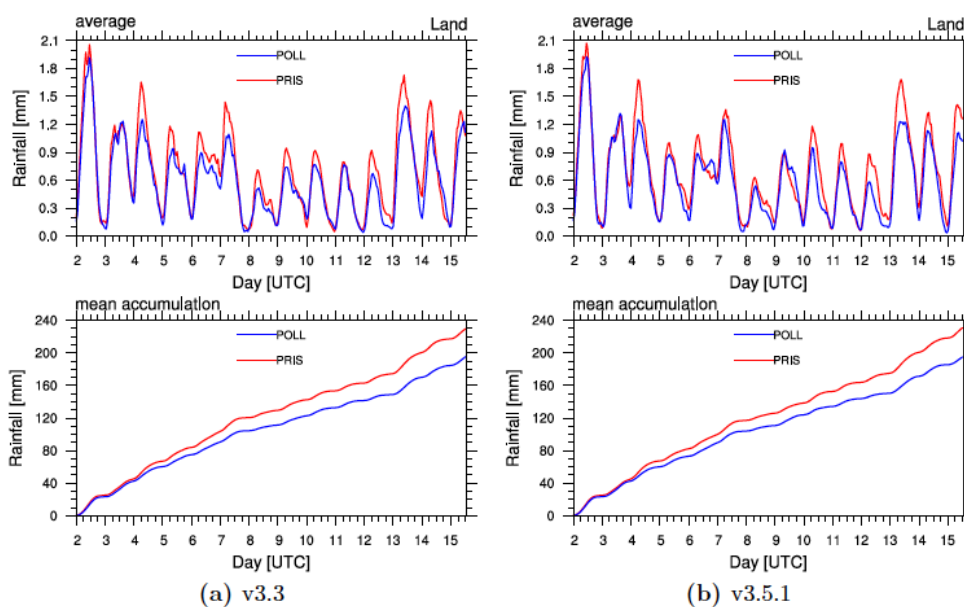 average Land
2.1
1.8
1.5
1.2
0.9
0.6
0.3
0.0
Rainfall [mm]
POLL
PRIS
2 3 4 5 6 7 8 9 10 11 12 13 14 15
Day [UTC]
mean accumulation
240
200
160
120
80
40
0
Rainfall [mm]
POLL
PRIS
2 3 4 5 6 7 8 9 10 11 12 13 14 15
Day [UTC]
(a) v3.3
average Land
2.1
1.8
1.5
1.2
0.9
0.6
0.3
0.0
Rainfall [mm]
POLL
PRIS
2 3 4 5 6 7 8 9 10 11 12 13 14 15
Day [UTC]
mean accumulation
240
200
160
120
80
40
0
Rainfall [mm]
POLL
PRIS
2 3 4 5 6 7 8 9 10 11 12 13 14 15
Day [UTC]
(b) v3.5.1